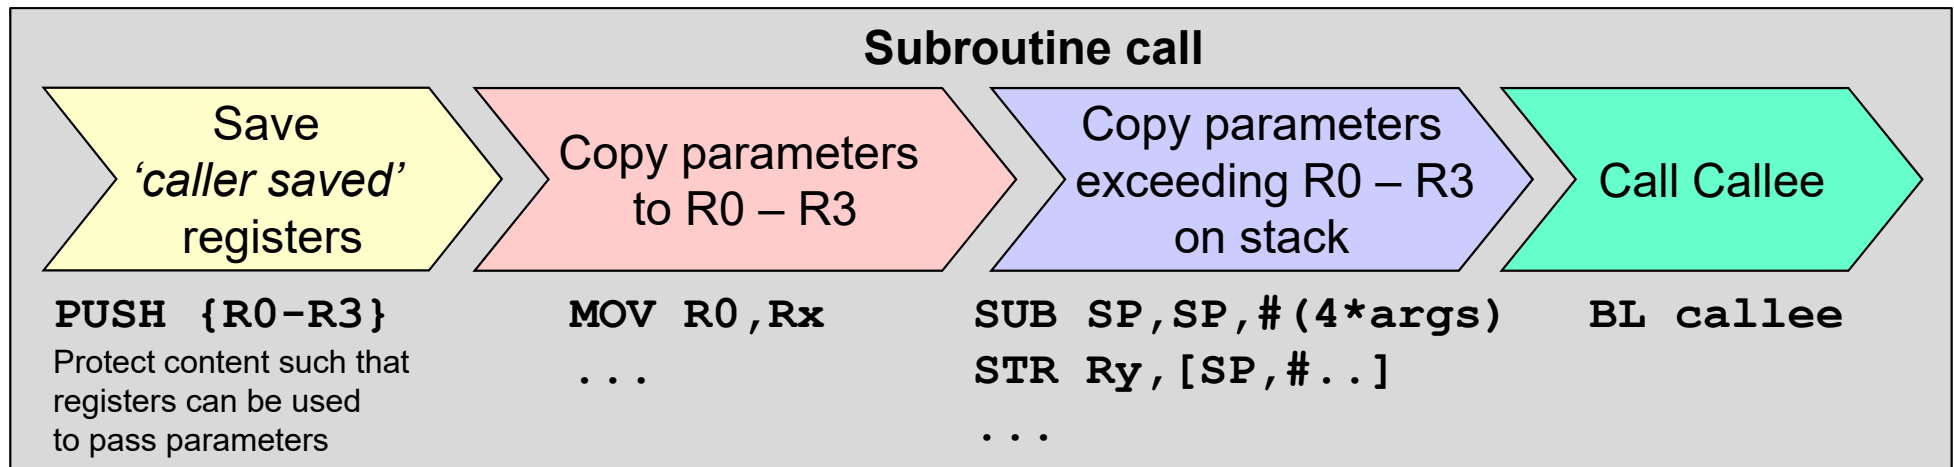 Subroutine call
Save
‘caller saved’
registers
Copy parameters
to R0 – R3
Copy parameters
exceeding R0 – R3
on stack
Call Callee
PUSH {R0-R3}
Protect content such that
registers can be used
to pass parameters
MOV R0,Rx
...
SUB SP,SP,#(4*args)
STR Ry,[SP,#..]
...
BL callee